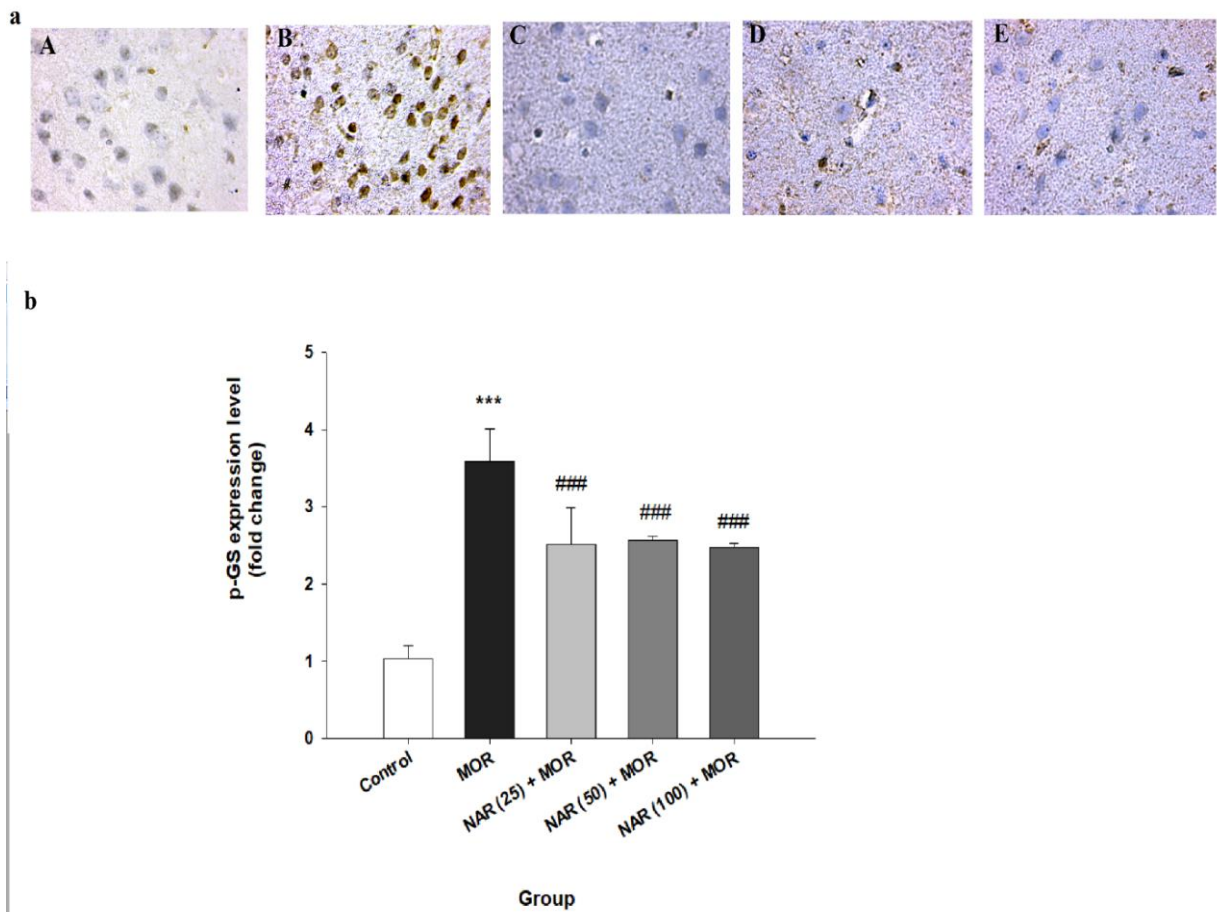 a
A
B
C
D
E
b
p-GS expression level
(fold change)
5
4
3
2
1
0
***
###
###
###
Control
MOR
NAR (25) + MOR
NAR (50) + MOR
NAR (100) + MOR
Group